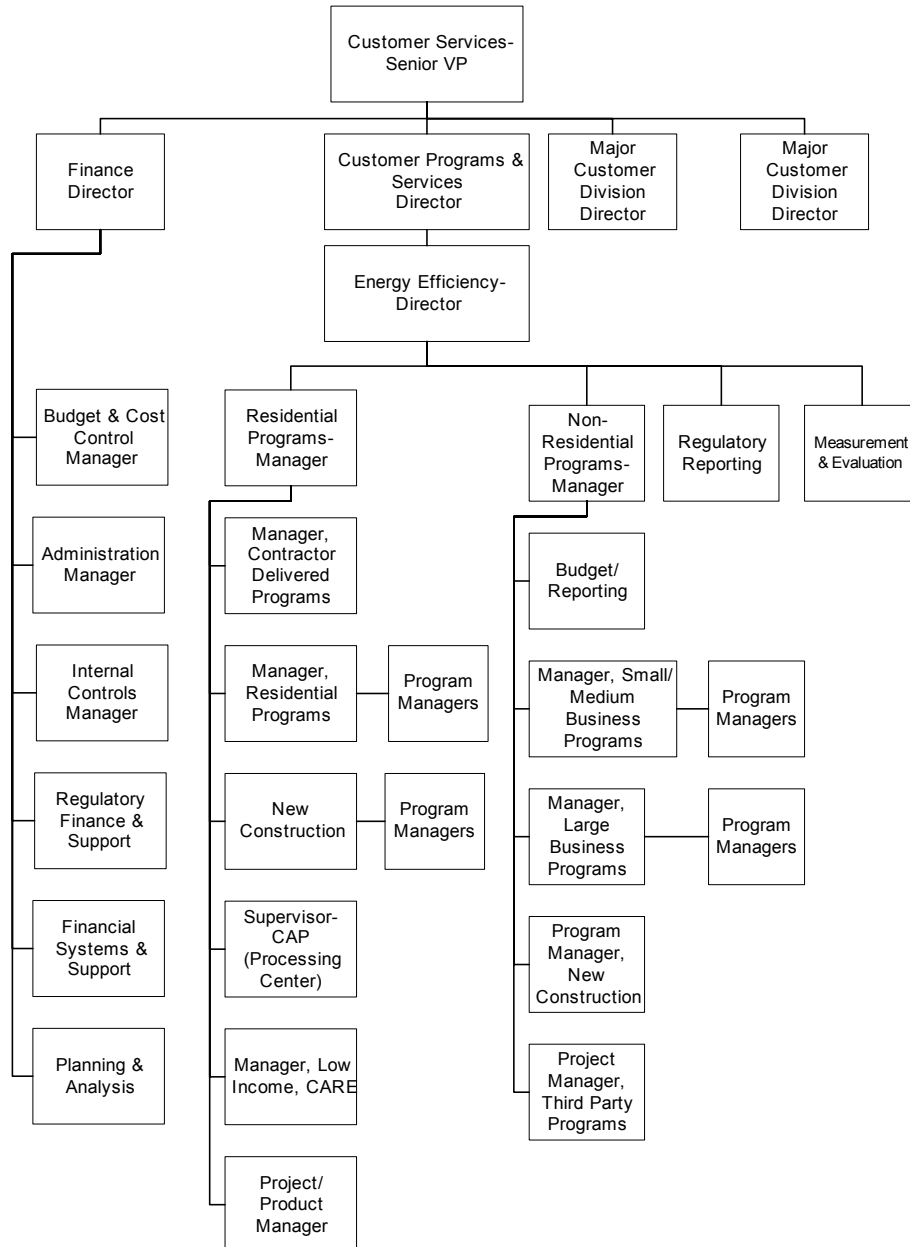 Customer Services-
Senior VP
Finance
Director
Customer Programs &
Services
Director
Major
Customer
Division
Director
Major
Customer
Division
Director
Energy Efficiency-
Director
Budget & Cost
Control
Manager
Residential
Programs-
Manager
Non-
Residential
Programs-
Manager
Regulatory
Reporting
Measurement
& Evaluation
Administration
Manager
Manager,
Contractor
Delivered
Programs
Budget/
Reporting
Internal
Controls
Manager
Manager,
Residential
Programs
Program
Managers
Manager, Small/
Medium
Business
Programs
Program
Managers
Regulatory
Finance &
Support
New
Construction
Program
Managers
Manager,
Large
Business
Programs
Program
Managers
Financial
Systems &
Support
Supervisor-
CAP
(Processing
Center)
Program
Manager,
New
Construction
Planning &
Analysis
Manager, Low
Income, CARE
Project
Manager,
Third Party
Programs
Project/
Product
Manager